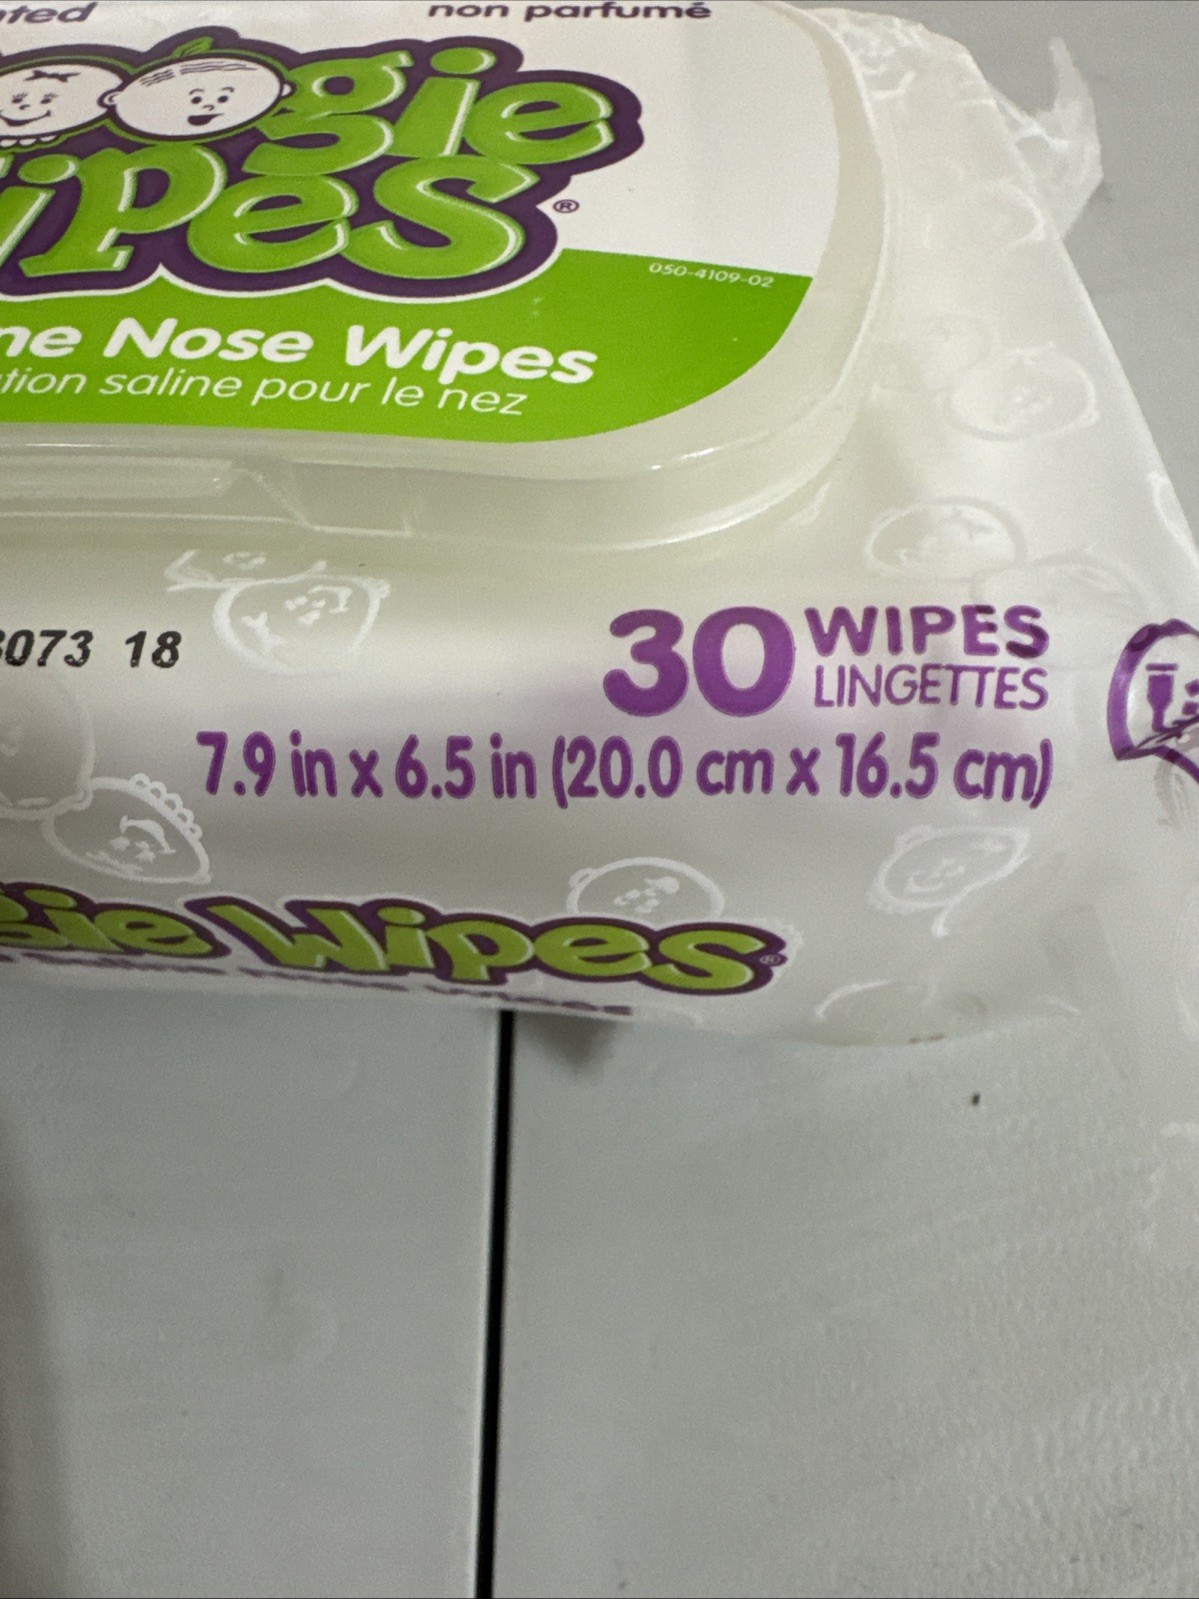 non parfumé
gie
ipes®
050-4109-02
ne Nose Wipes
tion saline pour le nez
3073 18
30 WIPES
LINGETTES
7.9 in x 6.5 in (20.0 cm x 16.5 cm)
gie Wipes®